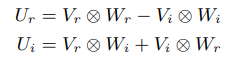 U_r = V_r ⊗ W_r − V_i ⊗ W_i
U_i = V_r ⊗ W_i + V_i ⊗ W_r